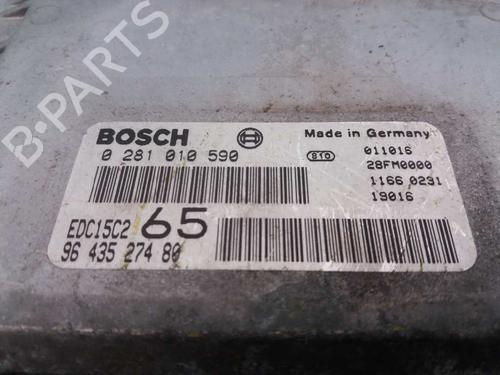 B-PARTS
BOSCH
Made in Germany
0 281 010 590
810
011016
28FM0000
1166 0231
19016
EDC15C2 65
96 435 274 80